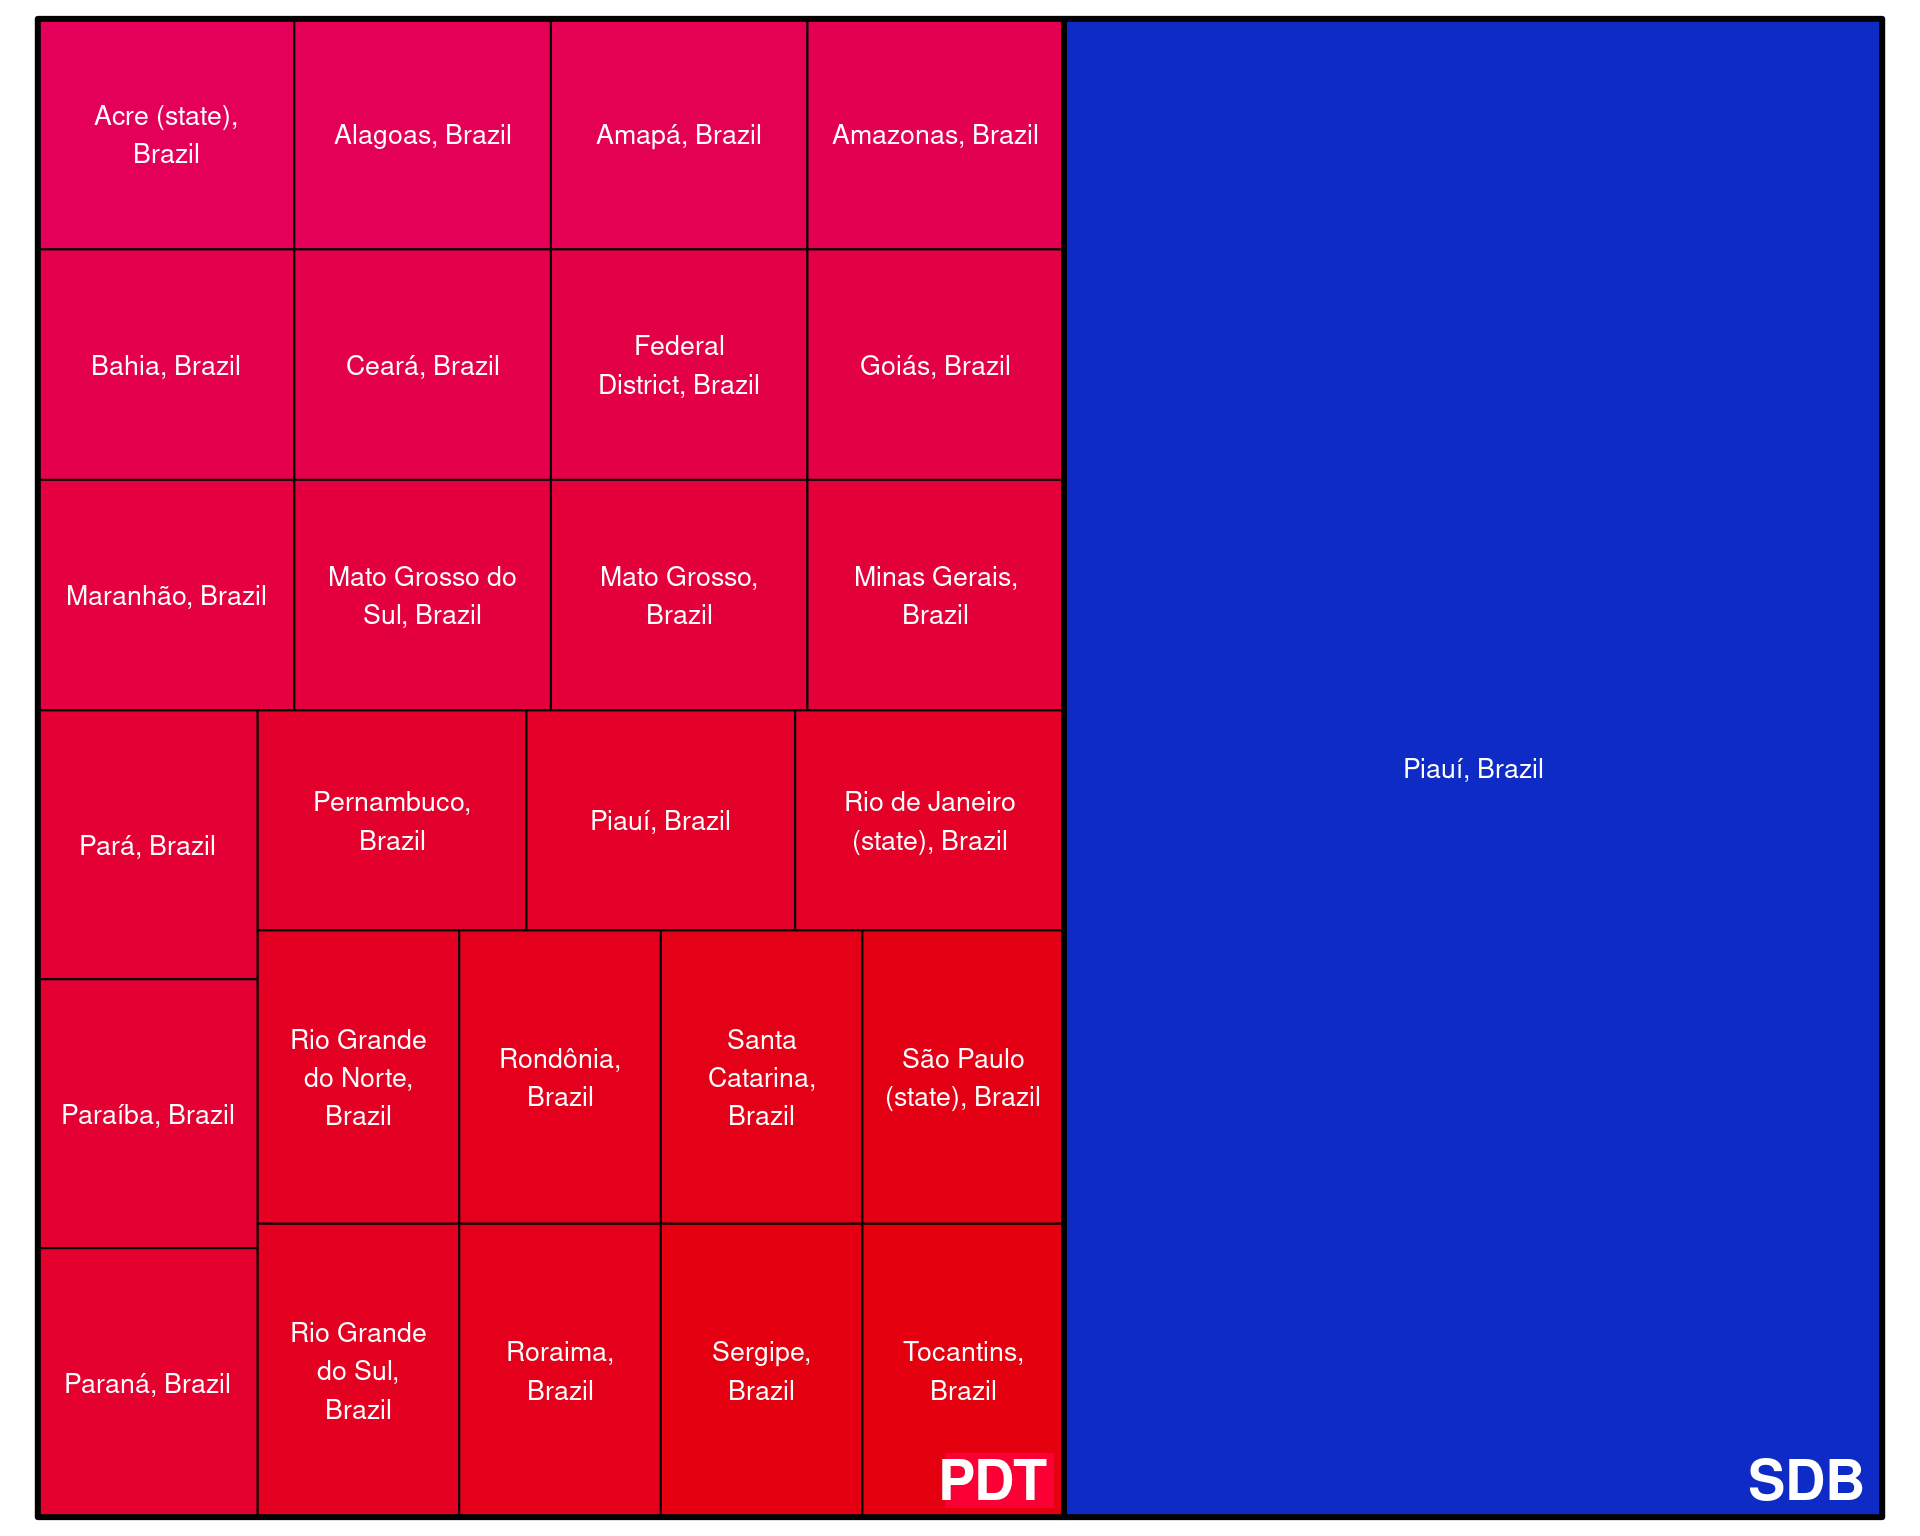 Acre (state),
Brazil
Alagoas, Brazil
Amapá, Brazil
Amazonas, Brazil
Bahia, Brazil
Ceará, Brazil
Federal
District, Brazil
Goiás, Brazil
Maranhão, Brazil
Mato Grosso do
Sul, Brazil
Mato Grosso,
Brazil
Minas Gerais,
Brazil
Pará, Brazil
Paraíba, Brazil
Paraná, Brazil
Pernambuco,
Brazil
Piauí, Brazil
Rio de Janeiro
(state), Brazil
Rio Grande
do Norte,
Brazil
Rondônia,
Brazil
Santa
Catarina,
Brazil
São Paulo
(state), Brazil
Rio Grande
do Sul,
Brazil
Roraima,
Brazil
Sergipe,
Brazil
Tocantins,
Brazil
PDT
Piauí, Brazil
SDB